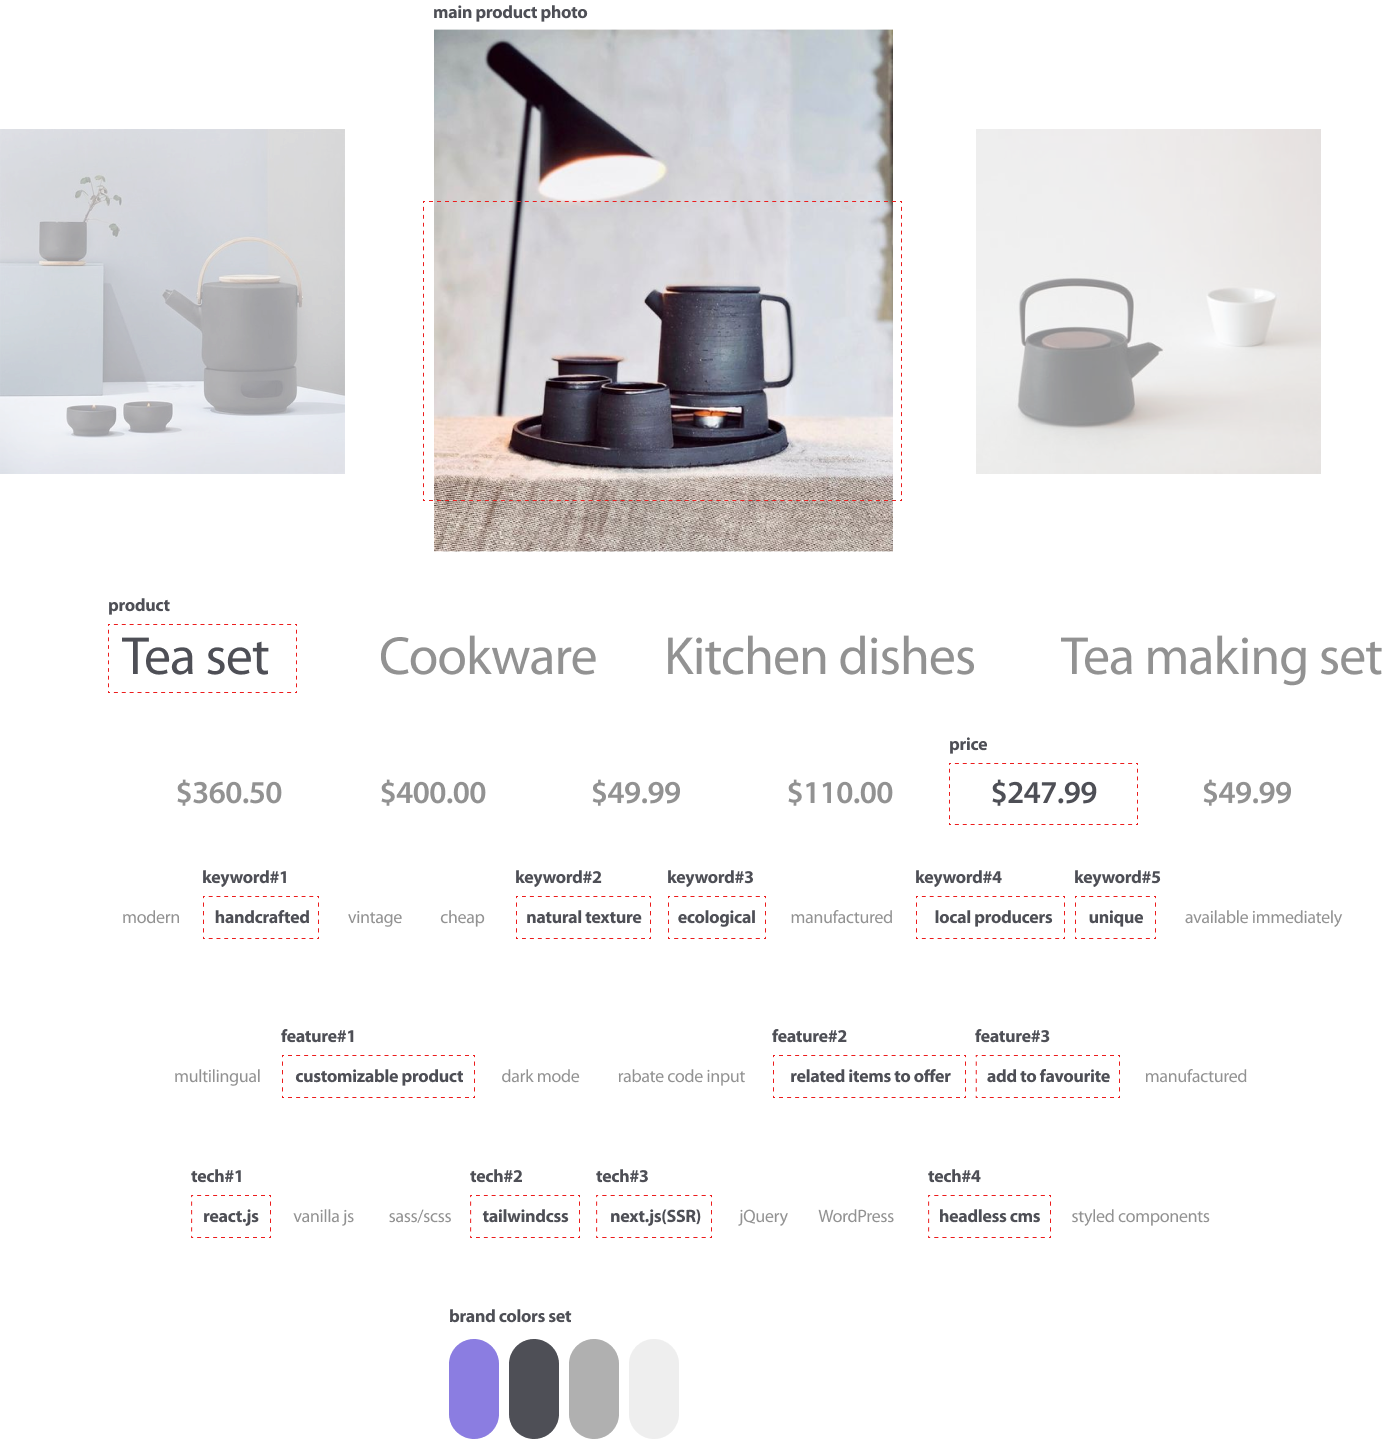 main product photo
product
Tea set Cookware Kitchen dishes Tea making set
price
$360.50 $400.00 $49.99 $110.00 $247.99 $49.99
keyword#1 keyword#2 keyword#3 keyword#4 keyword#5
modern handcrafted vintage cheap natural texture ecological manufactured local producers unique available immediately
feature#1 feature#2 feature#3
multilingual customizable product dark mode rabate code input related items to offer add to favourite manufactured
tech#1 tech#2 tech#3 tech#4
react.js vanilla js sass/scss tailwindcss next.js(SSR) jQuery WordPress headless cms styled components
brand colors set